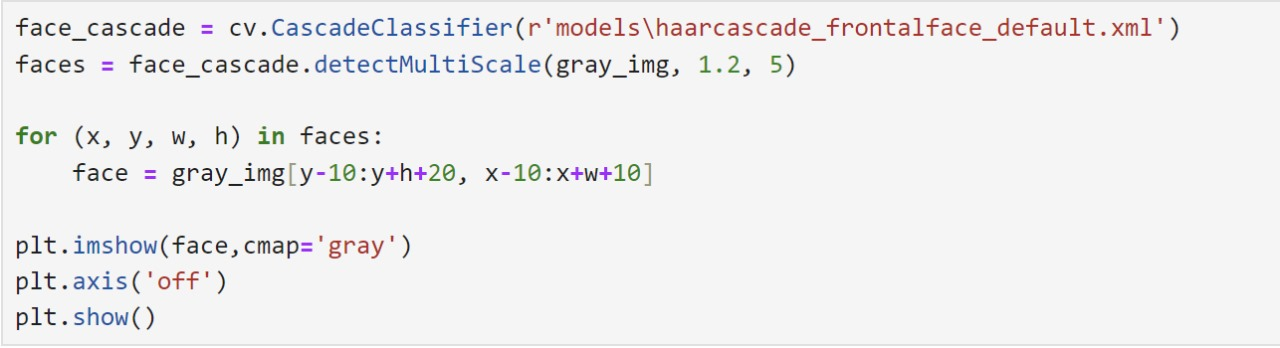 face_cascade = cv.CascadeClassifier(r'models\haarcascade_frontalface_default.xml')
faces = face_cascade.detectMultiScale(gray_img, 1.2, 5)
for (x, y, w, h) in faces:
    face = gray_img[y-10:y+h+20, x-10:x+w+10]
plt.imshow(face,cmap='gray')
plt.axis('off')
plt.show()